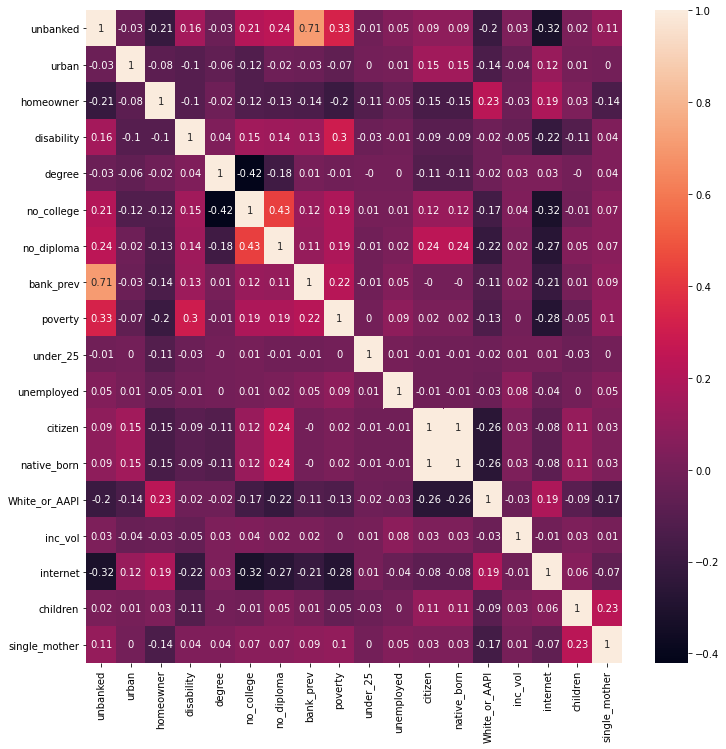 unbanked 1 -0.03 -0.21 0.16 -0.03 0.21 0.24 0.71 0.33 -0.01 0.05 0.09 0.09 -0.2 0.03 -0.32 0.02 0.11
urban -0.03 1 -0.08 -0.1 -0.06 -0.12 -0.02 -0.03 -0.07 0 0.01 0.15 0.15 -0.14 -0.04 0.12 0.01 0
homeowner -0.21 -0.08 1 -0.1 -0.02 -0.12 -0.13 -0.14 -0.2 -0.11 -0.05 -0.15 -0.15 0.23 -0.03 0.19 0.03 -0.14
disability 0.16 -0.1 -0.1 1 0.04 0.15 0.14 0.13 0.3 -0.03 -0.01 -0.09 -0.09 -0.02 -0.05 -0.22 -0.11 0.04
degree -0.03 -0.06 -0.02 0.04 1 -0.42 -0.18 0.01 -0.01 -0 0 -0.11 -0.11 -0.02 0.03 0.03 -0 0.04
no_college 0.21 -0.12 -0.12 0.15 -0.42 1 0.43 0.12 0.19 0.01 0.01 0.12 0.12 -0.17 0.04 -0.32 -0.01 0.07
no_diploma 0.24 -0.02 -0.13 0.14 -0.18 0.43 1 0.11 0.19 -0.01 0.02 0.24 0.24 -0.22 0.02 -0.27 0.05 0.07
bank_prev 0.71 -0.03 -0.14 0.13 0.01 0.12 0.11 1 0.22 -0.01 0.05 -0 -0 -0.11 0.02 -0.21 0.01 0.09
poverty 0.33 -0.07 -0.2 0.3 -0.01 0.19 0.19 0.22 1 0 0.09 0.02 0.02 -0.13 0 -0.28 -0.05 0.1
under_25 -0.01 0 -0.11 -0.03 -0 0.01 -0.01 -0.01 0 1 0.01 -0.01 -0.01 -0.02 0.01 0.01 -0.03 0
unemployed 0.05 0.01 -0.05 -0.01 0 0.01 0.02 0.05 0.09 0.01 1 -0.01 -0.01 -0.03 0.08 -0.04 0 0.05
citizen 0.09 0.15 -0.15 -0.09 -0.11 0.12 0.24 -0 0.02 -0.01 -0.01 1 1 -0.26 0.03 -0.08 0.11 0.03
native_born 0.09 0.15 -0.15 -0.09 -0.11 0.12 0.24 -0 0.02 -0.01 -0.01 1 1 -0.26 0.03 -0.08 0.11 0.03
White_or_AAPI -0.2 -0.14 0.23 -0.02 -0.02 -0.17 -0.22 -0.11 -0.13 -0.02 -0.03 -0.26 -0.26 1 -0.03 0.19 -0.09 -0.17
inc_vol 0.03 -0.04 -0.03 -0.05 0.03 0.04 0.02 0.02 0 0.01 0.08 0.03 0.03 -0.03 1 -0.01 0.03 0.01
internet -0.32 0.12 0.19 -0.22 0.03 -0.32 -0.27 -0.21 -0.28 0.01 -0.04 -0.08 -0.08 0.19 -0.01 1 0.06 -0.07
children 0.02 0.01 0.03 -0.11 -0 -0.01 0.05 0.01 -0.05 -0.03 0 0.11 0.11 -0.09 0.03 0.06 1 0.23
single_mother 0.11 0 -0.14 0.04 0.04 0.07 0.07 0.09 0.1 0 0.05 0.03 0.03 -0.17 0.01 -0.07 0.23 1
unbanked
urban
homeowner
disability
degree
no_college
no_diploma
bank_prev
poverty
under_25
unemployed
citizen
native_born
White_or_AAPI
inc_vol
internet
children
single_mother
1.0
0.8
0.6
0.4
0.2
0.0
−0.2
−0.4